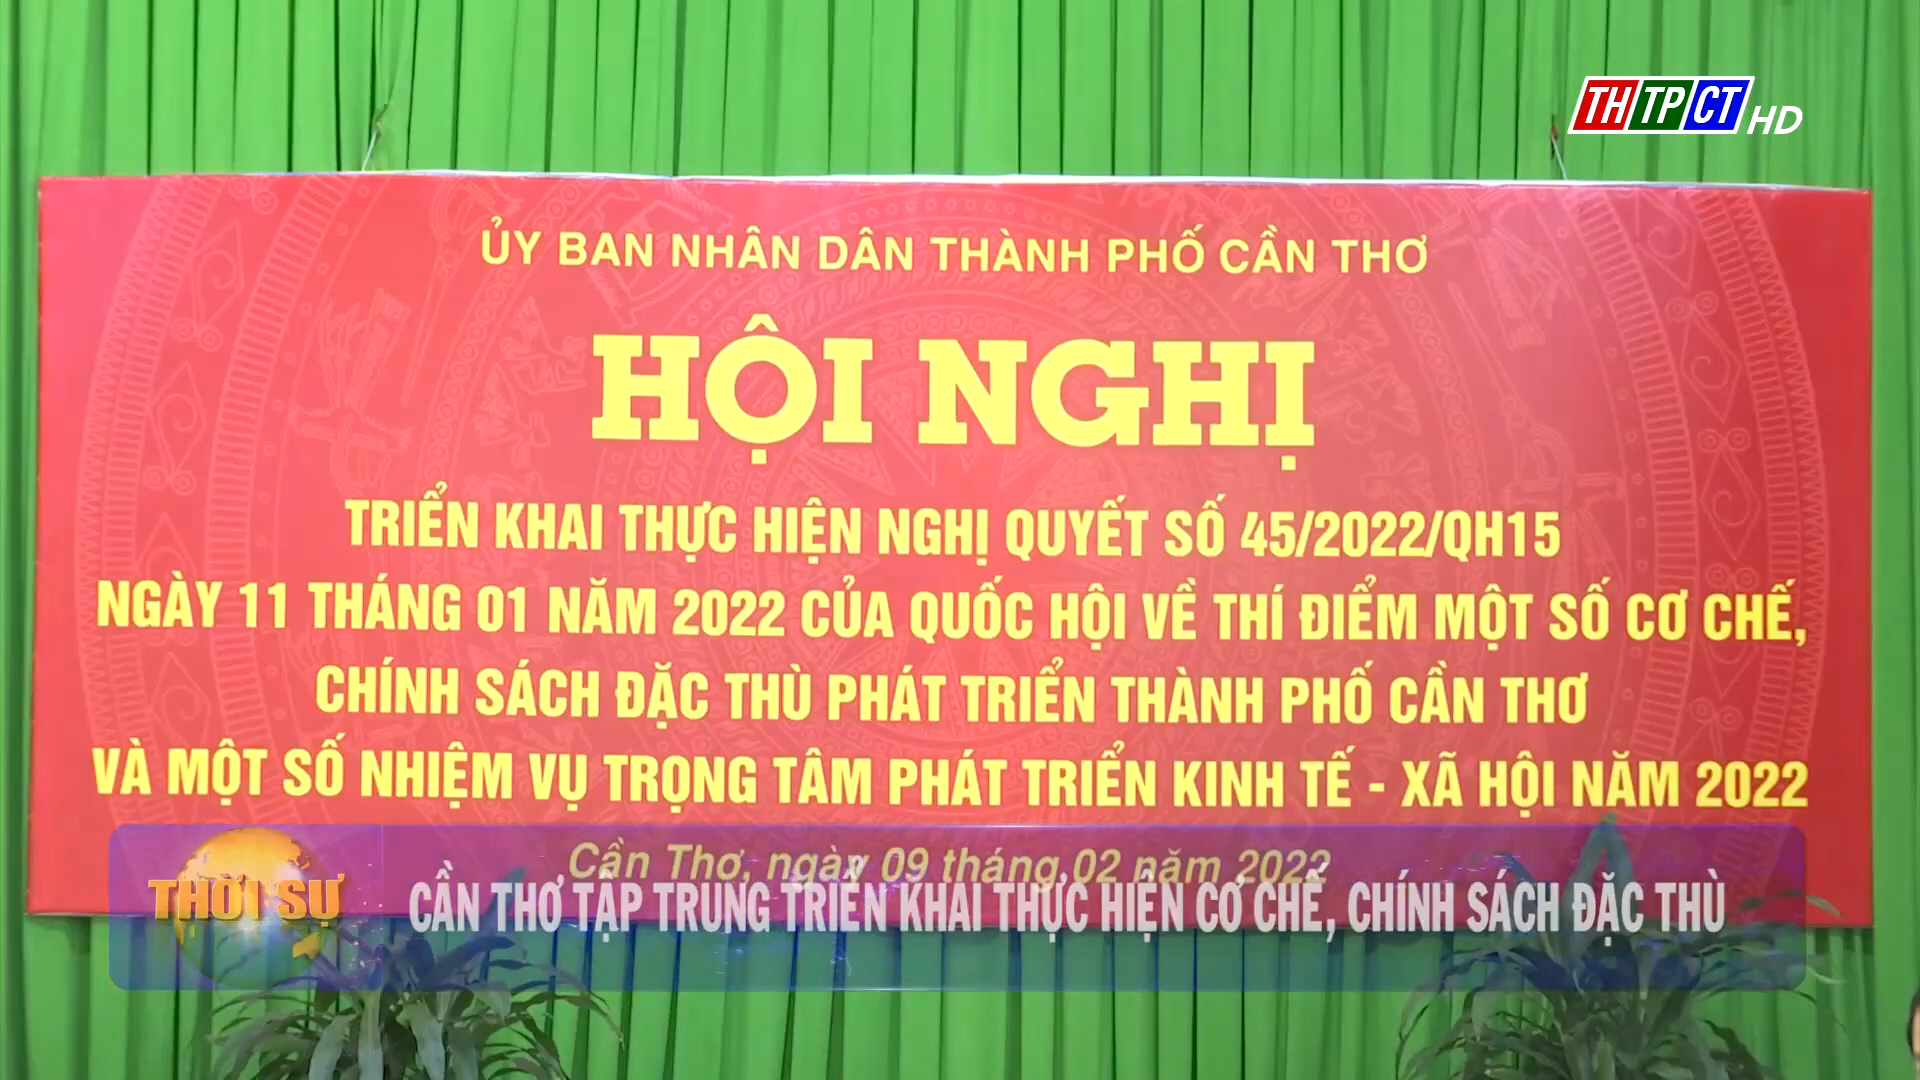 THTPCT HD
ỦY BAN NHÂN DÂN THÀNH PHỐ CẦN THƠ
HỘI NGHỊ
TRIỂN KHAI THỰC HIỆN NGHỊ QUYẾT SỐ 45/2022/QH15
NGÀY 11 THÁNG 01 NĂM 2022 CỦA QUỐC HỘI VỀ THÍ ĐIỂM MỘT SỐ CƠ CHẾ,
CHÍNH SÁCH ĐẶC THÙ PHÁT TRIỂN THÀNH PHỐ CẦN THƠ
VÀ MỘT SỐ NHIỆM VỤ TRỌNG TÂM PHÁT TRIỂN KINH TẾ - XÃ HỘI NĂM 2022
Cần Thơ, ngày 09 tháng 02 năm 2022
THỜI SỰ
CẦN THƠ TẬP TRUNG TRIỂN KHAI THỰC HIỆN CƠ CHẾ, CHÍNH SÁCH ĐẶC THÙ